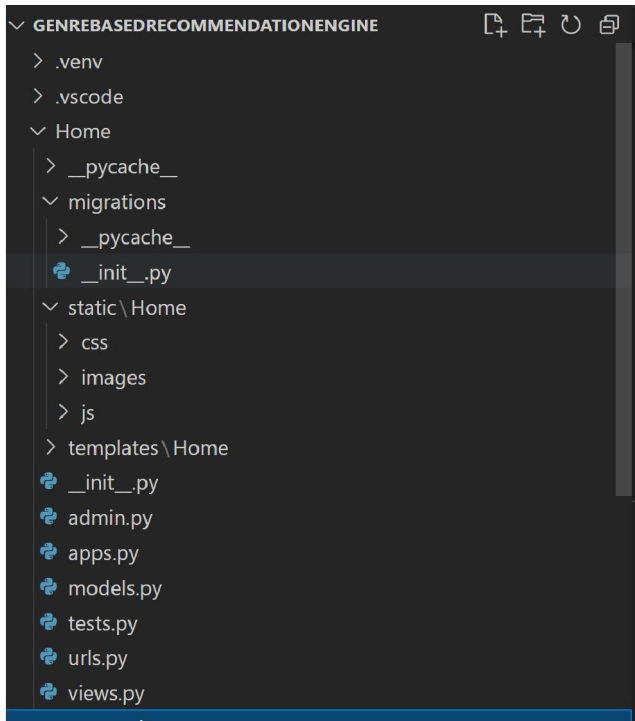 GENREBASEDRECOMMENDATIONENGINE
.venv
.vscode
Home
__pycache__
migrations
__pycache__
__init__.py
static\Home
css
images
js
templates\Home
__init__.py
admin.py
apps.py
models.py
tests.py
urls.py
views.py